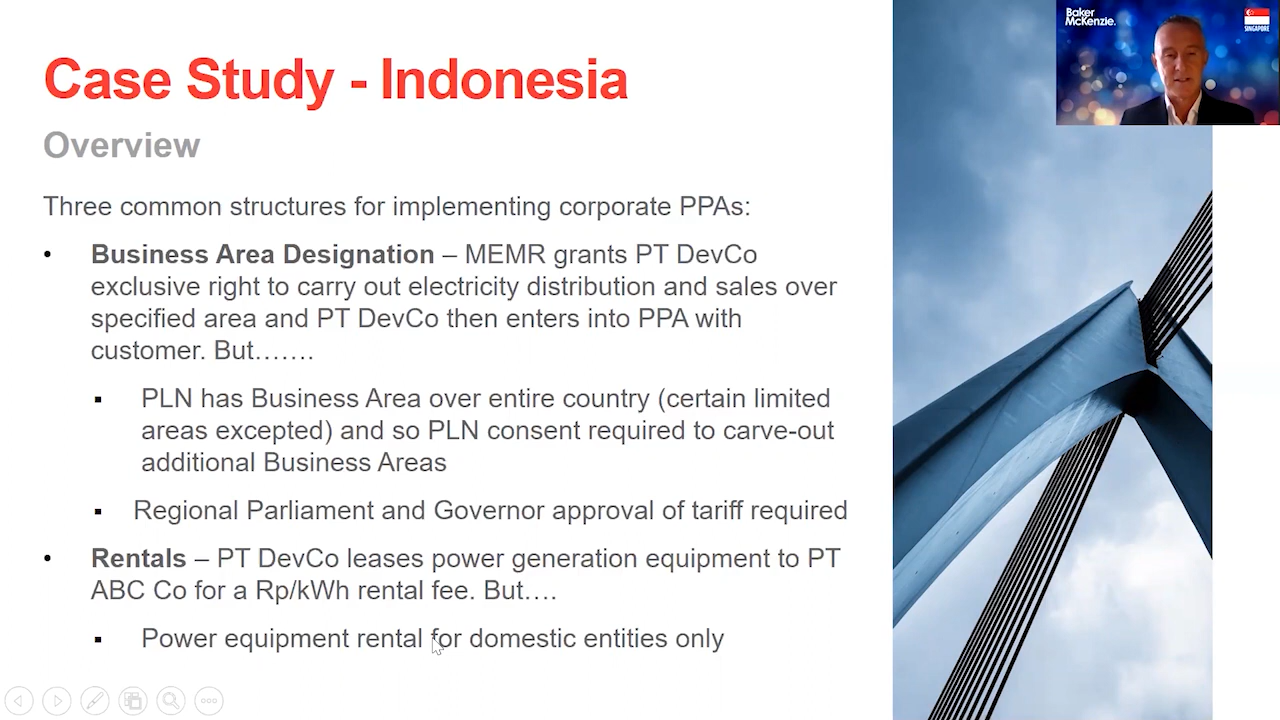 Baker
McKenzie.
SINGAPORE
Case Study - Indonesia
Overview
Three common structures for implementing corporate PPAs:
• Business Area Designation – MEMR grants PT DevCo
exclusive right to carry out electricity distribution and sales over
specified area and PT DevCo then enters into PPA with
customer. But…….
▪ PLN has Business Area over entire country (certain limited
areas excepted) and so PLN consent required to carve-out
additional Business Areas
▪ Regional Parliament and Governor approval of tariff required
• Rentals – PT DevCo leases power generation equipment to PT
ABC Co for a Rp/kWh rental fee. But….
▪ Power equipment rental for domestic entities only